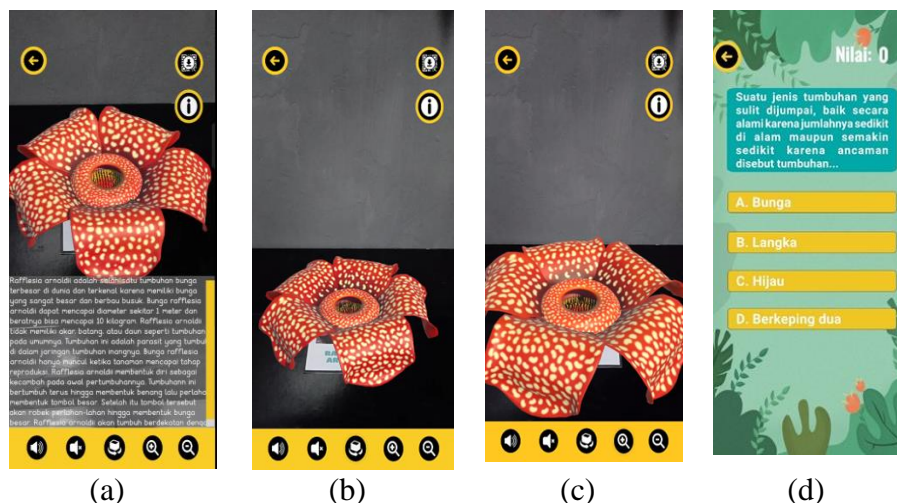 Rafflesia arnoldii adalah salah satu tumbuhan bunga
terbesar di dunia dan terkenal karena memiliki bunga
yang sangat besar dan berbau busuk. Bunga rafflesia
arnoldii dapat mencapai diameter sekitar 1 meter dan
beratnya bisa mencapai 10 kilogram. Rafflesia arnoldii
tidak memiliki akar, batang, atau daun seperti tumbuhan
pada umumnya. Tumbuhan ini adalah parasit yang tumbuh
di dalam jaringan tumbuhan inangnya. Bunga rafflesia
arnoldii hanya muncul ketika tanaman mencapai tahap
reproduksi. Rafflesia arnoldii membentuk diri sebagai
kecambah pada awal pertumbuhannya. Tumbuhann ini
bertumbuh terus hingga membentuk benang lalu perlaha
membentuk tombol besar. Setelah itu tombol tersebut
akan robek perlahan-lahan hingga membentuk bunga
besar. Rafflesia arnoldii akan tumbuh berdekatan denga
(a)
(b)
(c)
Nilai: 0
Suatu jenis tumbuhan yang
sulit dijumpai, baik secara
alami karena jumlahnya sedikit
di alam maupun semakin
sedikit karena ancaman
disebut tumbuhan...
A. Bunga
B. Langka
C. Hijau
D. Berkeping dua
(d)